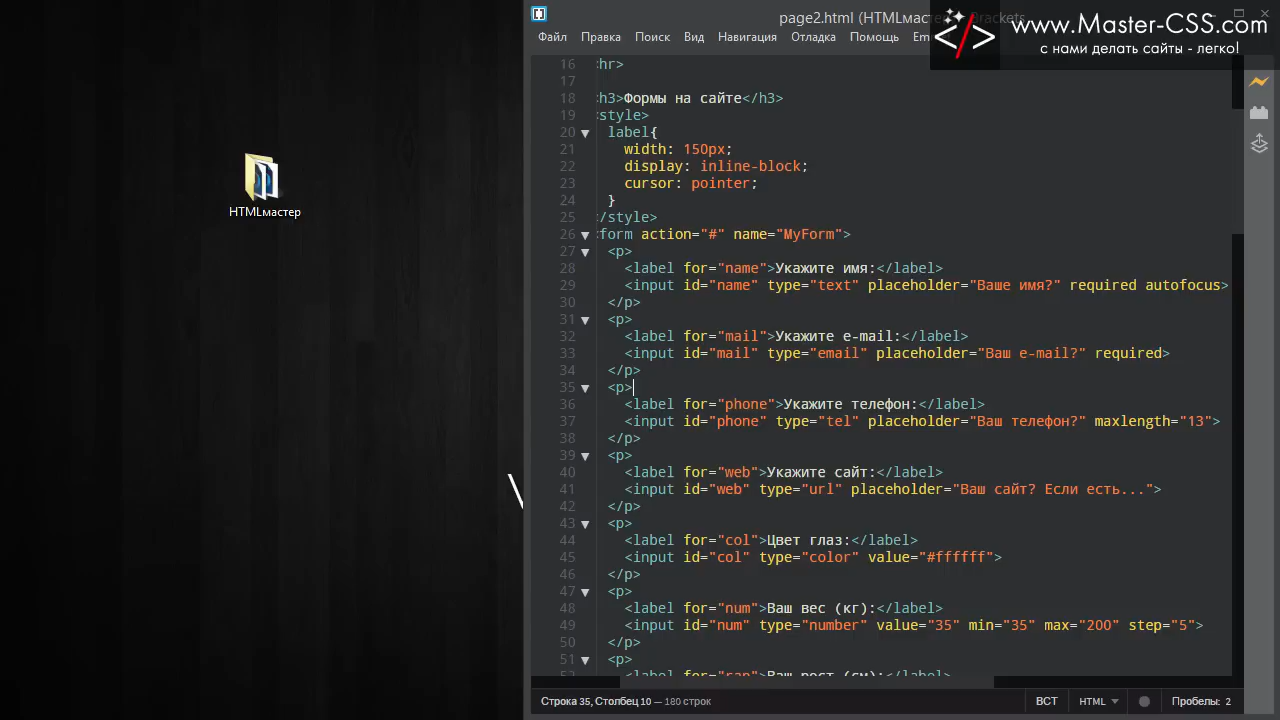 HTMLмастер
page2.html (HTMLмасте
Brackets
www.Master-CSS.com
с нами делать сайты - легко!
Файл Правка Поиск Вид Навигация Отладка Помощь Em
16 <hr>
17
18 <h3>Формы на сайте</h3>
19 <style>
20 label{
21 width: 150px;
22 display: inline-block;
23 cursor: pointer;
24 }
25 </style>
26 <form action="#" name="MyForm">
27 <p>
28 <label for="name">Укажите имя:</label>
29 <input id="name" type="text" placeholder="Ваше имя?" required autofocus>
30 </p>
31 <p>
32 <label for="mail">Укажите e-mail:</label>
33 <input id="mail" type="email" placeholder="Ваш e-mail?" required>
34 </p>
35 <p>
36 <label for="phone">Укажите телефон:</label>
37 <input id="phone" type="tel" placeholder="Ваш телефон?" maxlength="13">
38 </p>
39 <p>
40 <label for="web">Укажите сайт:</label>
41 <input id="web" type="url" placeholder="Ваш сайт? Если есть...">
42 </p>
43 <p>
44 <label for="col">Цвет глаз:</label>
45 <input id="col" type="color" value="#ffffff">
46 </p>
47 <p>
48 <label for="num">Ваш вес (кг):</label>
49 <input id="num" type="number" value="35" min="35" max="200" step="5">
50 </p>
51 <p>
Строка 35, Столбец 10 — 180 строк ВСТ HTML Пробелы: 2